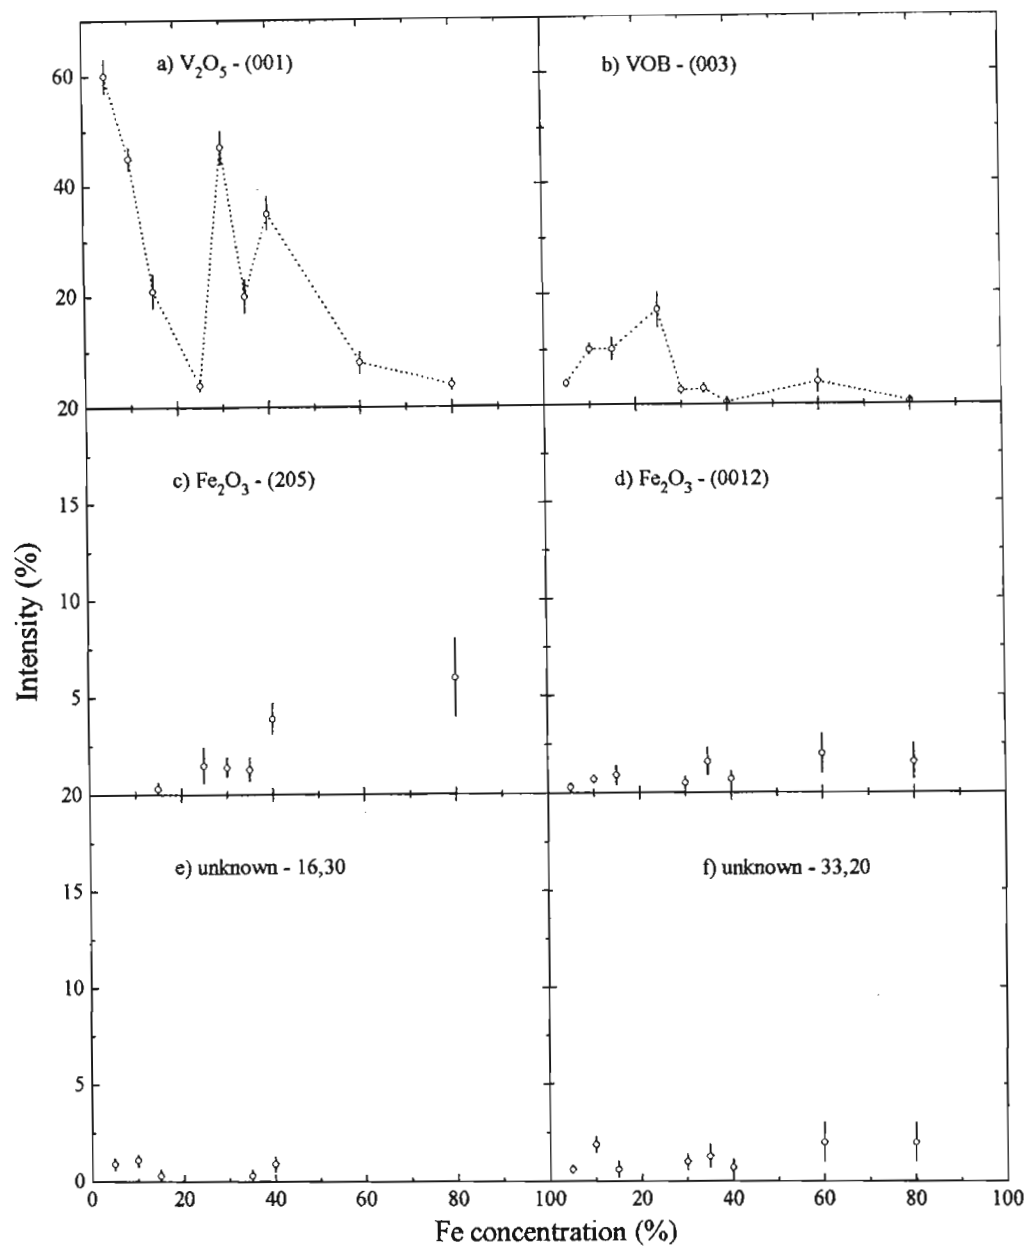 a) V₂O₅ - (001)
b) VOB - (003)
60
40
20
20
c) Fe₂O₃ - (205)
d) Fe₂O₃ - (0012)
15
10
5
20
e) unknown - 16,30
f) unknown - 33,20
15
10
5
0
0 20 40 60 80 100 20 40 60 80 100
Intensity (%)
Fe concentration (%)